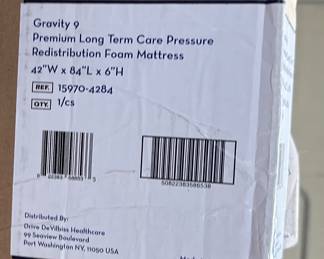 Gravity 9
Premium Long Term Care Pressure
Redistribution Foam Mattress
42"W x 84"L x 6"H
REF. 15970-4284
QTY. 1/cs
50822383586538
Distributed By:
Drive DeVilbiss Healthcare
99 Seaview Boulevard
Port Washington NY, 11050 USA